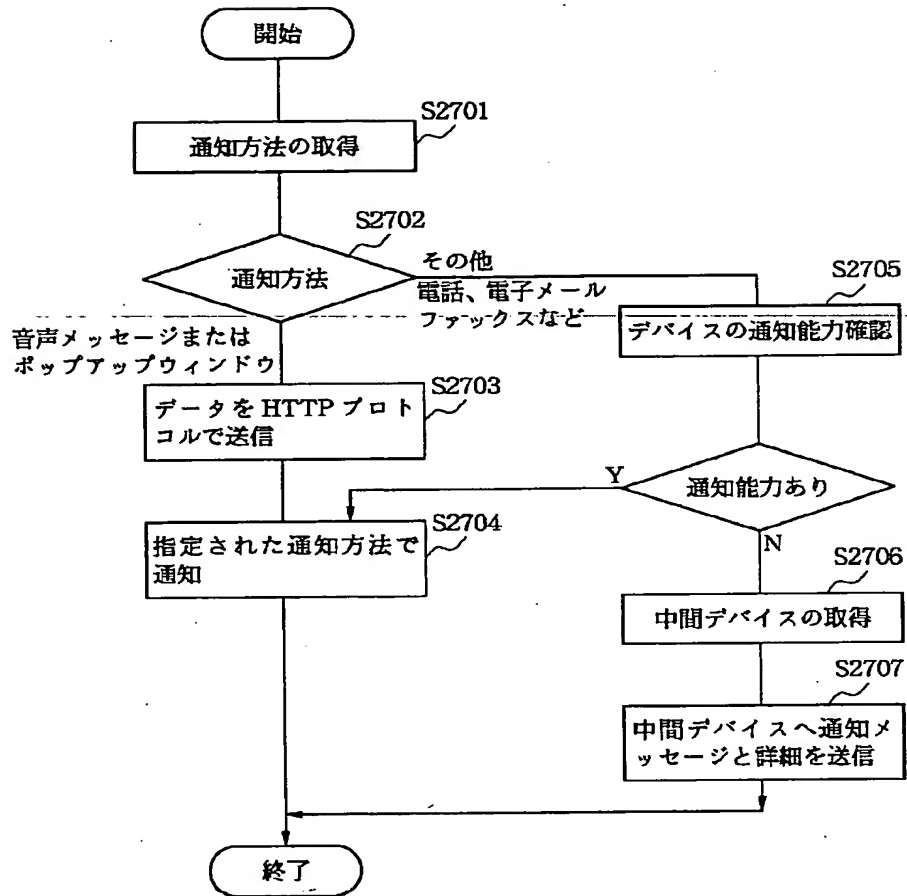 開始
S2701
通知方法の取得
S2702
通知方法
その他
電話、電子メール
ファックスなど
S2705
デバイスの通知能力確認
音声メッセージまたは
ポップアップウィンドウ
S2703
データをHTTPプロト
コルで送信
Y
通知能力あり
N
S2704
指定された通知方法で
通知
S2706
中間デバイスの取得
S2707
中間デバイスへ通知メ
ッセージと詳細を送信
終了